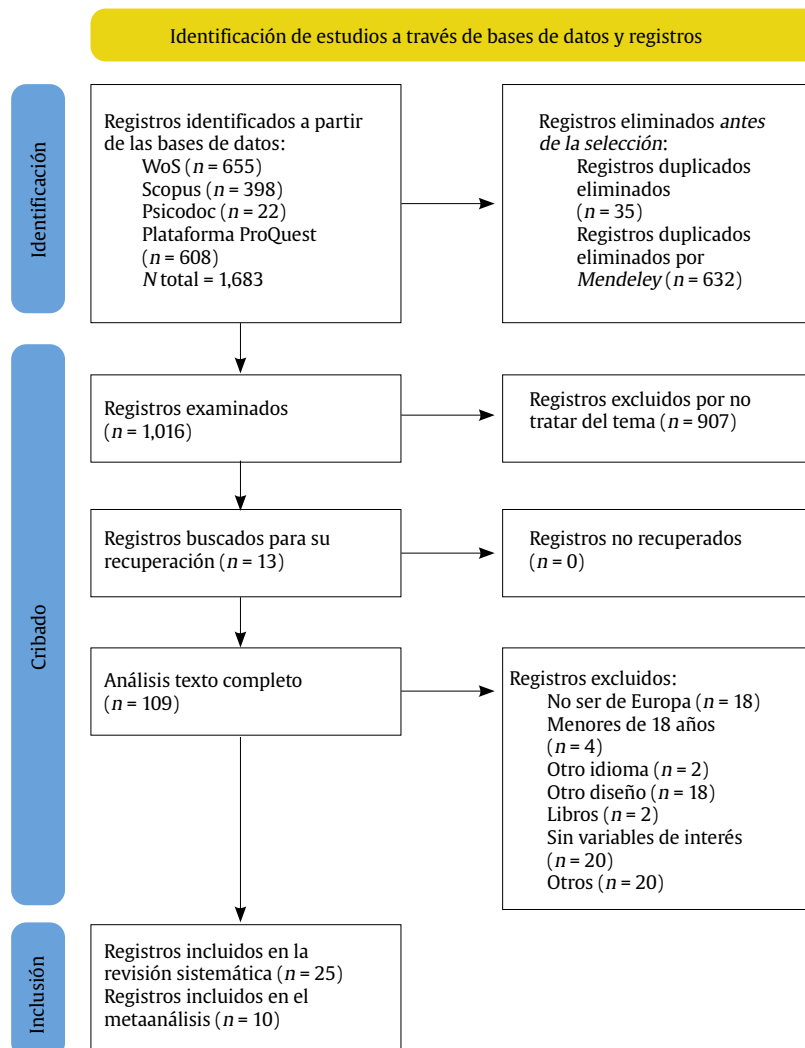 Identificación de estudios a través de bases de datos y registros
Identificación
Registros identificados a partir
de las bases de datos:
WoS (n = 655)
Scopus (n = 398)
Psicodoc (n = 22)
Plataforma ProQuest
(n = 608)
N total = 1,683
Registros eliminados antes
de la selección:
Registros duplicados
eliminados
(n = 35)
Registros duplicados
eliminados por
Mendeley (n = 632)
Cribado
Registros examinados
(n = 1,016)
Registros excluidos por no
tratar del tema (n = 907)
Registros buscados para su
recuperación (n = 13)
Registros no recuperados
(n = 0)
Análisis texto completo
(n = 109)
Registros excluidos:
No ser de Europa (n = 18)
Menores de 18 años
(n = 4)
Otro idioma (n = 2)
Otro diseño (n = 18)
Libros (n = 2)
Sin variables de interés
(n = 20)
Otros (n = 20)
Inclusión
Registros incluidos en la
revisión sistemática (n = 25)
Registros incluidos en el
metaanálisis (n = 10)